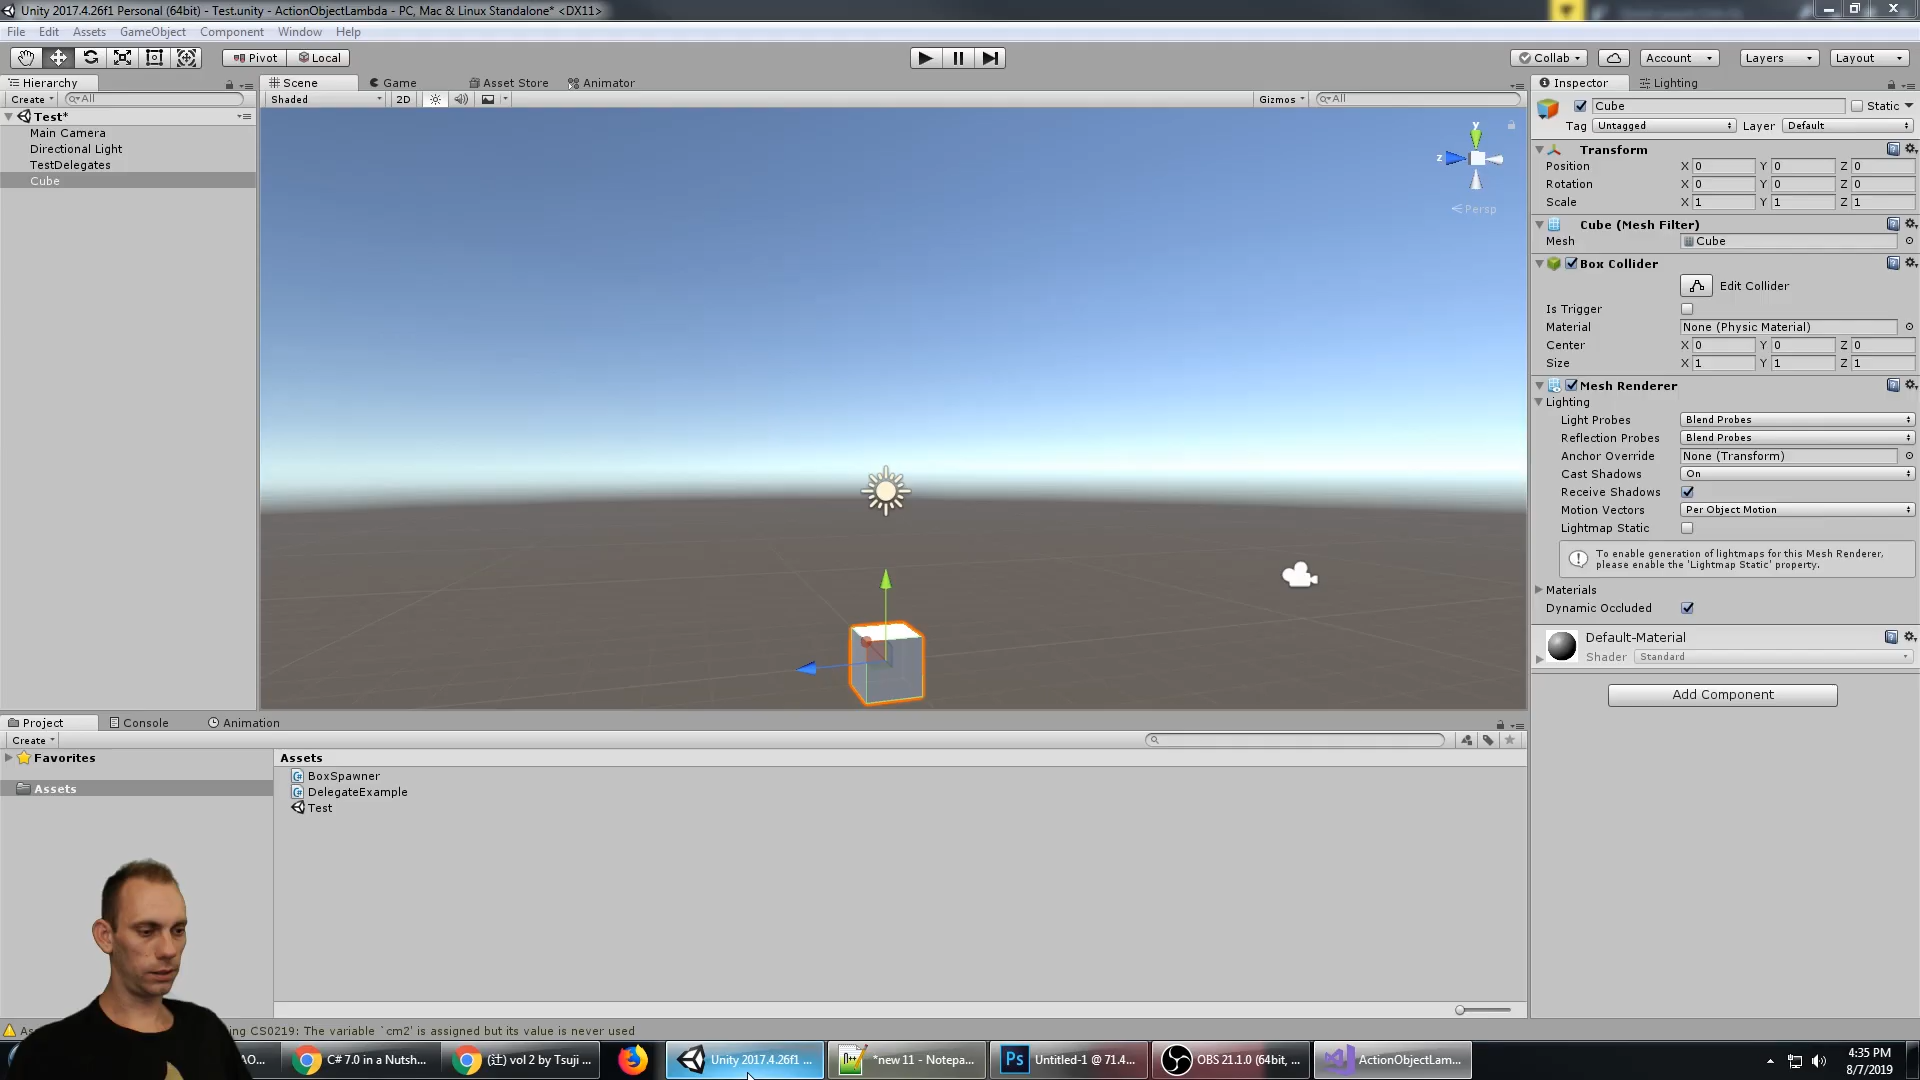 Unity 2017.4.26f1 Personal (64bit) - Test.unity - ActionObjectLambda - PC, Mac & Linux Standalone* <DX11>
File Edit Assets GameObject Component Window Help
Pivot Local Collab Account Layers Layout
Hierarchy
Create All
Test*
Main Camera
Directional Light
TestDelegates
Cube
Scene Game Asset Store Animator
Shaded 2D Gizmos All
y
z
Persp
Inspector Lighting
Cube Static
Tag Untagged Layer Default
Transform
Position X 0 Y 0 Z 0
Rotation X 0 Y 0 Z 0
Scale X 1 Y 1 Z 1
Cube (Mesh Filter)
Mesh Cube
Box Collider
Edit Collider
Is Trigger
Material None (Physic Material)
Center X 0 Y 0 Z 0
Size X 1 Y 1 Z 1
Mesh Renderer
Lighting
Light Probes Blend Probes
Reflection Probes Blend Probes
Anchor Override None (Transform)
Cast Shadows On
Receive Shadows
Motion Vectors Per Object Motion
Lightmap Static
To enable generation of lightmaps for this Mesh Renderer,
please enable the 'Lightmap Static' property.
Materials
Dynamic Occluded
Default-Material
Shader Standard
Add Component
Project Console Animation
Create
Favorites
Assets
Assets
BoxSpawner
DelegateExample
Test
ing CS0219: The variable `cm2' is assigned but its value is never used
AO... C# 7.0 in a Nutsh... (辻) vol 2 by Tsuji ... Unity 2017.4.26f1 ... *new 11 - Notepa... Ps Untitled-1 @ 71.4... OBS 21.1.0 (64bit, ... ActionObjectLam...
4:35 PM
8/7/2019